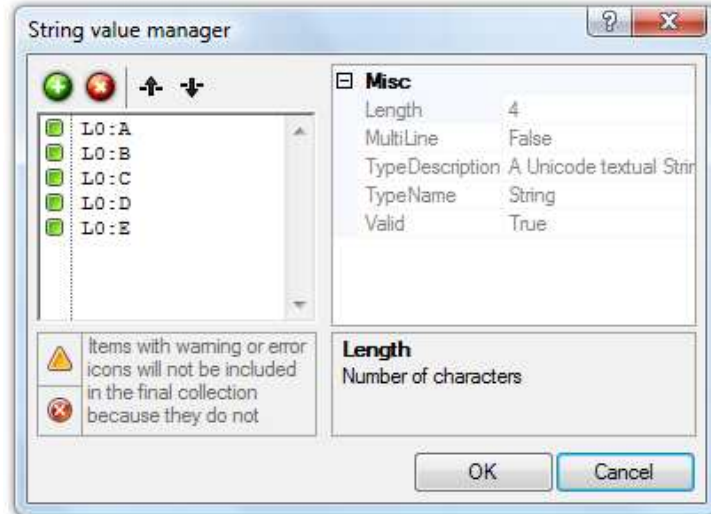 String value manager
?
L0:A
L0:B
L0:C
L0:D
L0:E
Misc
Length 4
MultiLine False
TypeDescription A Unicode textual Strin
TypeName String
Valid True
Items with warning or error
icons will not be included
in the final collection
because they do not
Length
Number of characters
OK
Cancel